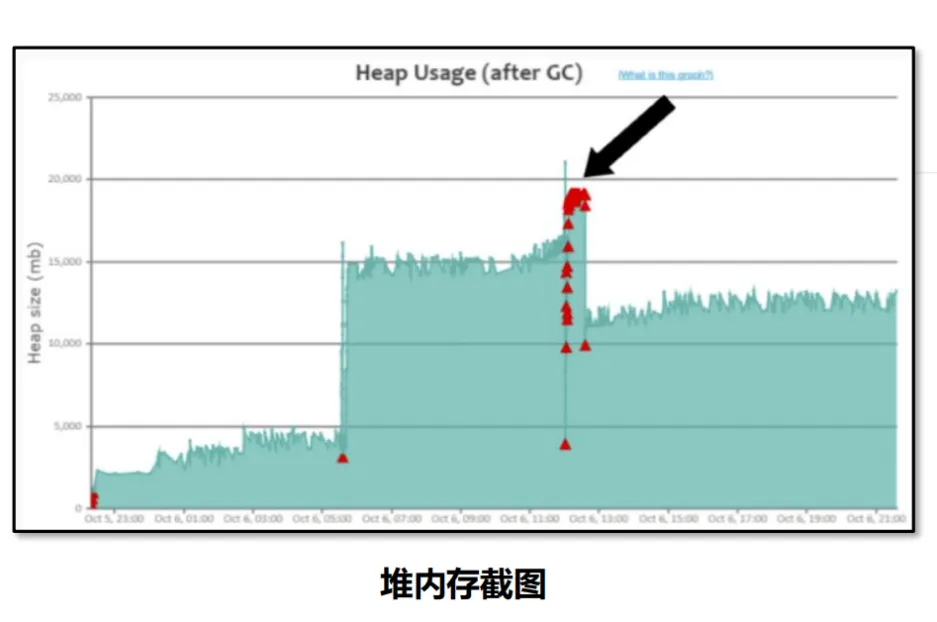 Heap Usage (after GC)
(What is this graph?)
25,000
20,000
15,000
10,000
5,000
0
Heap size (mb)
Oct 5, 23:00 Oct 6, 01:00 Oct 6, 03:00 Oct 6, 05:00 Oct 6, 07:00 Oct 6, 09:00 Oct 6, 11:00 Oct 6, 13:00 Oct 6, 15:00 Oct 6, 17:00 Oct 6, 19:00 Oct 6, 21:00
堆内存截图